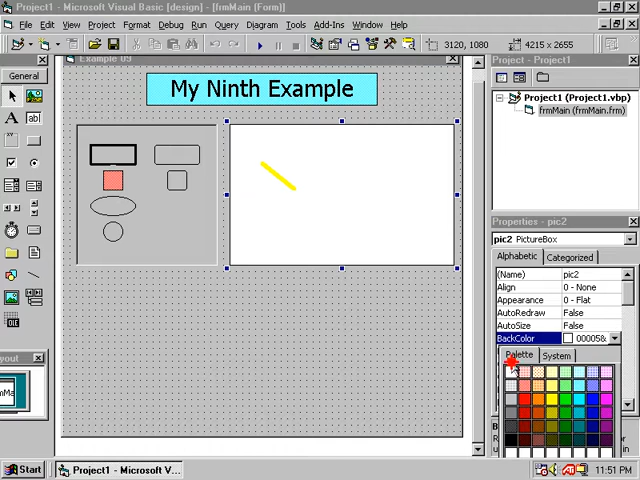 Project1 - Microsoft Visual Basic [design] - [frmMain (Form)]
File Edit View Project Format Debug Run Query Diagram Tools Add-Ins Window Help
3120, 1080
4215 x 2655
General
Example 09
My Ninth Example
Project - Project1
Project1 (Project1.vbp)
frmMain (frmMain.frm)
Properties - pic2
pic2 PictureBox
Alphabetic Categorized
(Name) pic2
Align 0 - None
Appearance 0 - Flat
AutoRedraw False
AutoSize False
BackColor 00005&
Palette System
Start
Project1 - Microsoft V...
11:51 PM